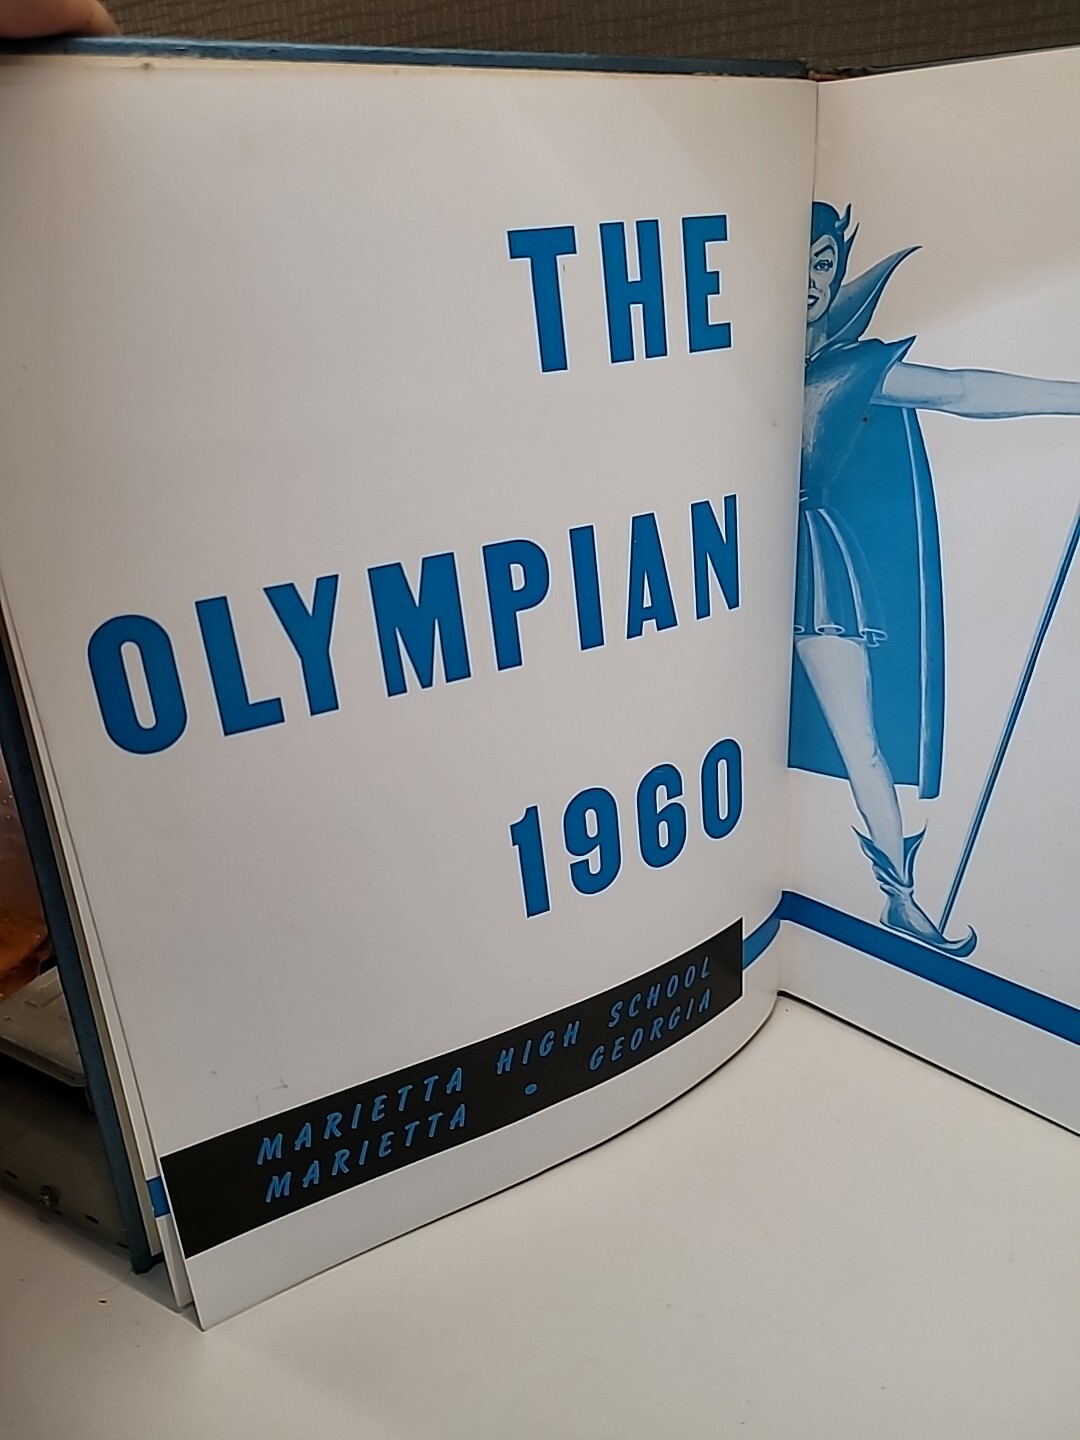 THE
OLYMPIAN
1960
MARIETTA HIGH SCHOOL
MARIETTA • GEORGIA